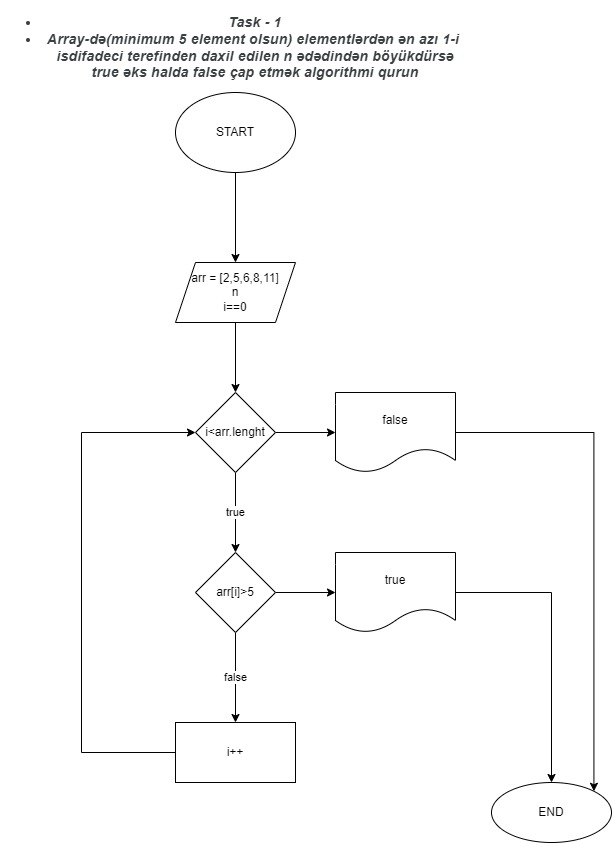 Task - 1
Array-də(minimum 5 element olsun) elementlərdən ən azı 1-i
isdifadeci terefinden daxil edilen n ədədindən böyükdürsə
true əks halda false çap etmək algorithmi qurun
START
arr = [2,5,6,8,11]
n
i==0
i<arr.lenght
false
true
arr[i]>5
true
false
i++
END